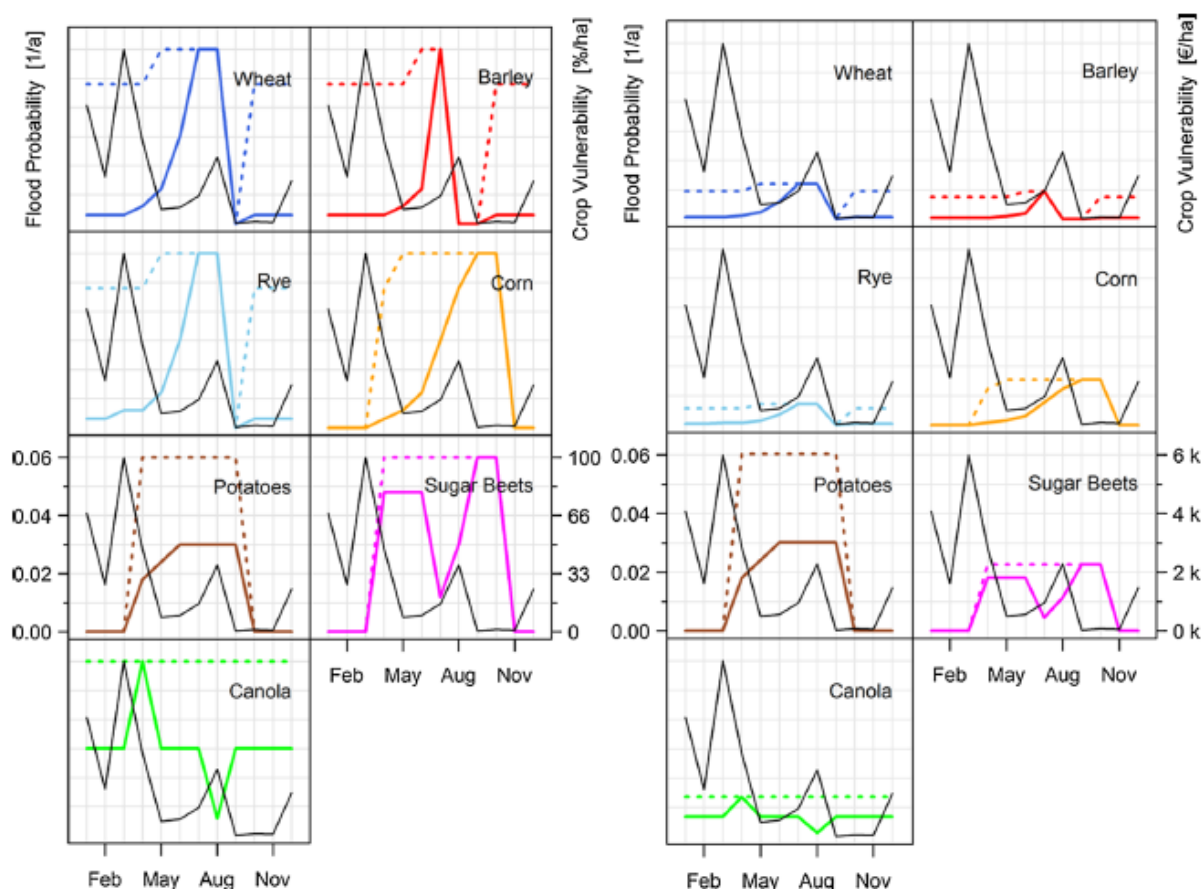 Flood Probability [1/a]
Wheat
Barley
Crop Vulnerability [%/ha]
Rye
Corn
0.06
0.04
0.02
0.00
Potatoes
Sugar Beets
100
66
33
0
Feb May Aug Nov
Canola
Feb May Aug Nov
Flood Probability [1/a]
Wheat
Barley
Crop Vulnerability [€/ha]
Rye
Corn
0.06
0.04
0.02
0.00
Potatoes
Sugar Beets
6 k
4 k
2 k
0 k
Feb May Aug Nov
Canola
Feb May Aug Nov